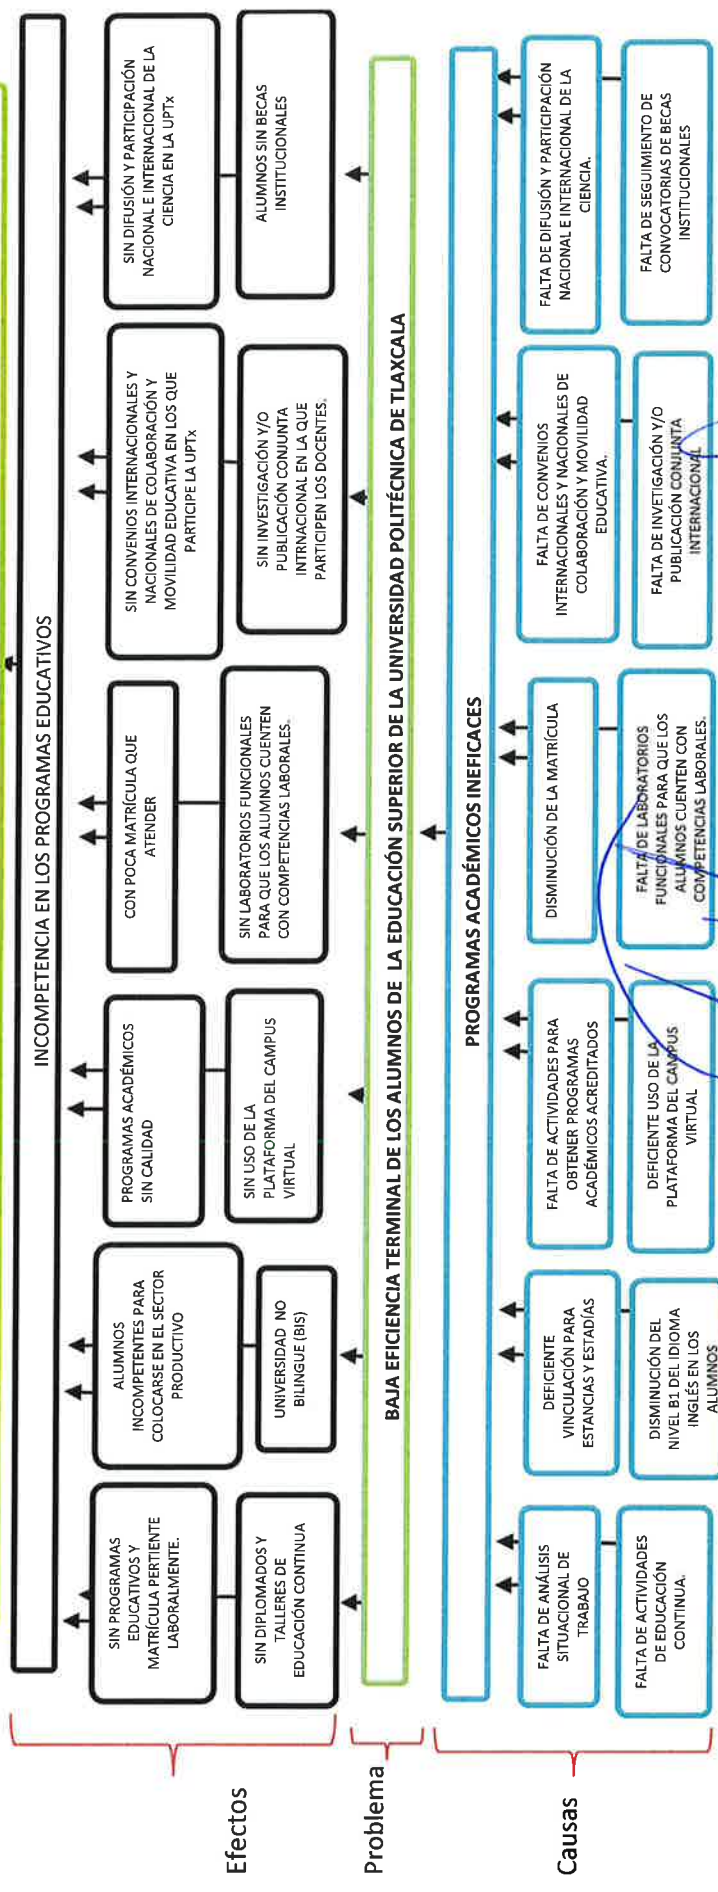 INCOMPETENCIA EN LOS PROGRAMAS EDUCATIVOS
SIN PROGRAMAS
EDUCATIVOS Y
MATRÍCULA PERTIENTE
LABORALMENTE.
ALUMNOS
INCOMPETENTES PARA
COLOCARSE EN EL SECTOR
PRODUCTIVO
PROGRAMAS ACADÉMICOS
SIN CALIDAD
CON POCA MATRÍCULA QUE
ATENDER
SIN CONVENIOS INTERNACIONALES Y
NACIONALES DE COLABORACIÓN Y
MOVILIDAD EDUCATIVA EN LOS QUE
PARTICIPE LA UPTx
SIN DIFUSIÓN Y PARTICIPACIÓN
NACIONAL E INTERNACIONAL DE LA
CIENCIA EN LA UPTx
Efectos
SIN DIPLOMADOS Y
TALLERES DE
EDUCACIÓN CONTINUA
UNIVERSIDAD NO
BILINGUE (BIS)
SIN USO DE LA
PLATAFORMA DEL CAMPUS
VIRTUAL
SIN LABORATORIOS FUNCIONALES
PARA QUE LOS ALUMNOS CUENTEN
CON COMPETENCIAS LABORALES.
SIN INVESTIGACIÓN Y/O
PUBLICACIÓN CONJUNTA
INTRNACIONAL EN LA QUE
PARTICIPEN LOS DOCENTES.
ALUMNOS SIN BECAS
INSTITUCIONALES
Problema
BAJA EFICIENCIA TERMINAL DE LOS ALUMNOS DE LA EDUCACIÓN SUPERIOR DE LA UNIVERSIDAD POLITÉCNICA DE TLAXCALA
PROGRAMAS ACADÉMICOS INEFICACES
Causas
FALTA DE ANÁLISIS
SITUACIONAL DE
TRABAJO
DEFICIENTE
VINCULACIÓN PARA
ESTANCIAS Y ESTADÍAS
FALTA DE ACTIVIDADES PARA
OBTENER PROGRAMAS
ACADÉMICOS ACREDITADOS
DISMINUCIÓN DE LA MATRÍCULA
FALTA DE CONVENIOS
INTERNACIONALES Y NACIONALES DE
COLABORACIÓN Y MOVILIDAD
EDUCATIVA.
FALTA DE DIFUSIÓN Y PARTICIPACIÓN
NACIONAL E INTERNACIONAL DE LA
CIENCIA.
FALTA DE ACTIVIDADES
DE EDUCACIÓN
CONTINUA.
DISMINUCIÓN DEL
NIVEL B1 DEL IDIOMA
INGLÉS EN LOS
ALUMNOS
DEFICIENTE USO DE LA
PLATAFORMA DEL CAMPUS
VIRTUAL
FALTA DE LABORATORIOS
FUNCIONALES PARA QUE LOS
ALUMNOS CUENTEN CON
COMPETENCIAS LABORALES.
FALTA DE INVETIGACIÓN Y/O
PUBLICACIÓN CONJUNTA
INTERNACIONAL
FALTA DE SEGUIMIENTO DE
CONVOCATORIAS DE BECAS
INSTITUCIONALES